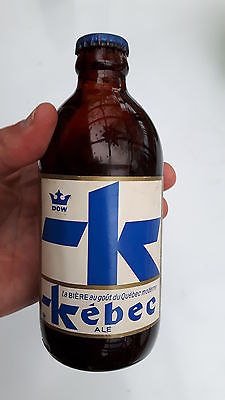 DOW
k
la BIÈRE au goût du Québec moderne
kébec
ALE